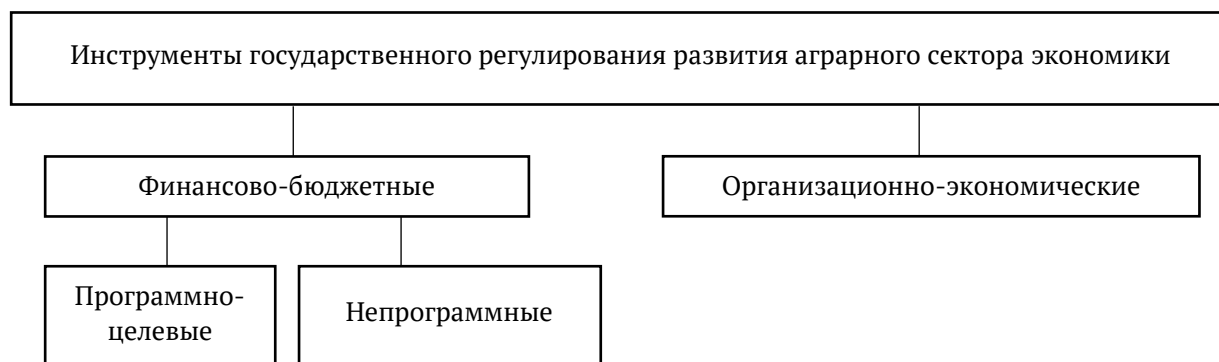 Инструменты государственного регулирования развития аграрного сектора экономики
Финансово-бюджетные
Организационно-экономические
Программно-
целевые
Непрограммные